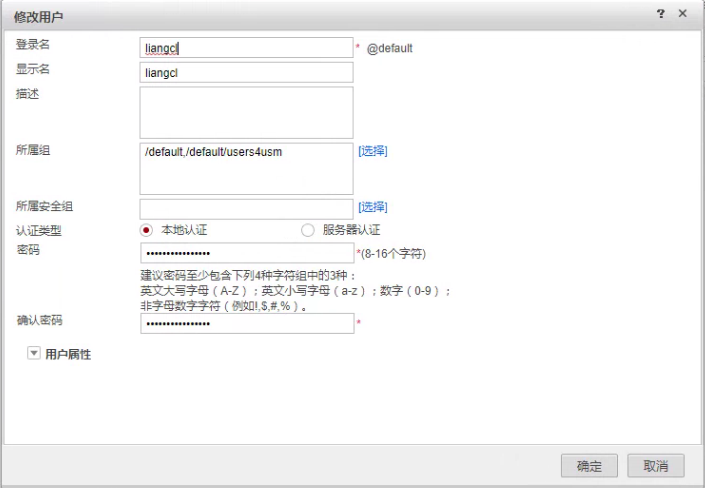 修改用户 ? ×
登录名 liangcl * @default
显示名 liangcl
描述
所属组 /default,/default/users4usm [选择]
所属安全组 [选择]
认证类型 本地认证 服务器认证
密码 •••••••••••••••• *(8-16个字符)
建议密码至少包含下列4种字符组中的3种：
英文大写字母（A-Z）；英文小写字母（a-z）；数字（0-9）；
非字母数字字符（例如!,$,#,%）。
确认密码 •••••••••••••••• *
用户属性
确定 取消